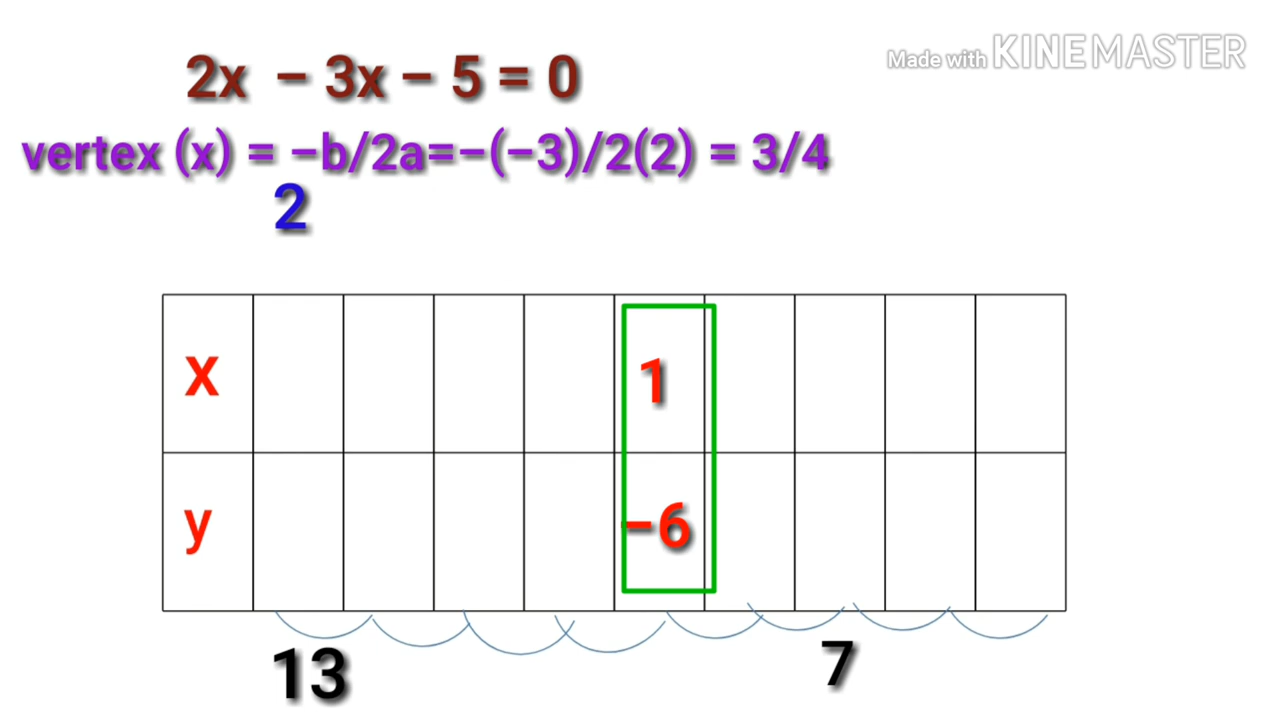 2x − 3x − 5 = 0
Made with KINEMASTER
vertex (x) = −b/2a=−(−3)/2(2) = 3/4
2
X 1
y −6
13 7